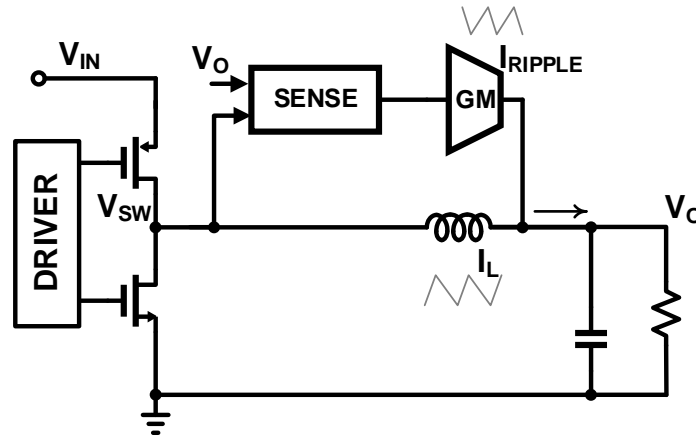 V_IN
V_O
I_RIPPLE
SENSE
GM
DRIVER
V_SW
V_O
I_L